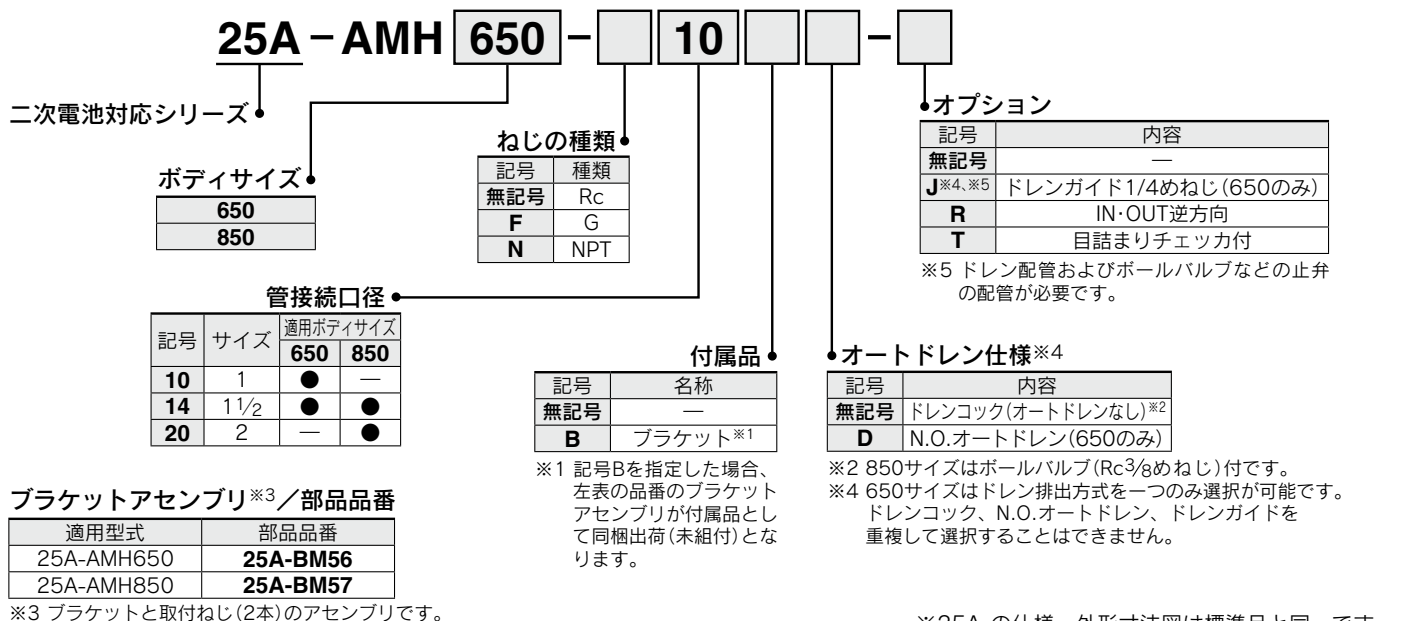 25A-AMH 650 - 10 -
二次電池対応シリーズ
ボディサイズ
650
850
ねじの種類
記号 種類
無記号 Rc
F G
N NPT
管接続口径
記号 サイズ 適用ボディサイズ
650 850
10 1 ● —
14 1 1/2 ● ●
20 2 — ●
付属品
記号 名称
無記号 —
B ブラケット※1
※1 記号Bを指定した場合、
左表の品番のブラケット
アセンブリが付属品とし
て同梱出荷(未組付)とな
ります。
オートドレン仕様※4
記号 内容
無記号 ドレンコック(オートドレンなし)※2
D N.O.オートドレン(650のみ)
※2 850サイズはボールバルブ(Rc3/8めねじ)付です。
※4 650サイズはドレン排出方式を一つのみ選択が可能です。
ドレンコック、N.O.オートドレン、ドレンガイドを
重複して選択することはできません。
オプション
記号 内容
無記号 —
J※4、※5 ドレンガイド1/4めねじ(650のみ)
R IN・OUT逆方向
T 目詰まりチェッカ付
※5 ドレン配管およびボールバルブなどの止弁
の配管が必要です。
ブラケットアセンブリ※3/部品品番
適用型式 部品品番
25A-AMH650 25A-BM56
25A-AMH850 25A-BM57
※3 ブラケットと取付ねじ(2本)のアセンブリです。